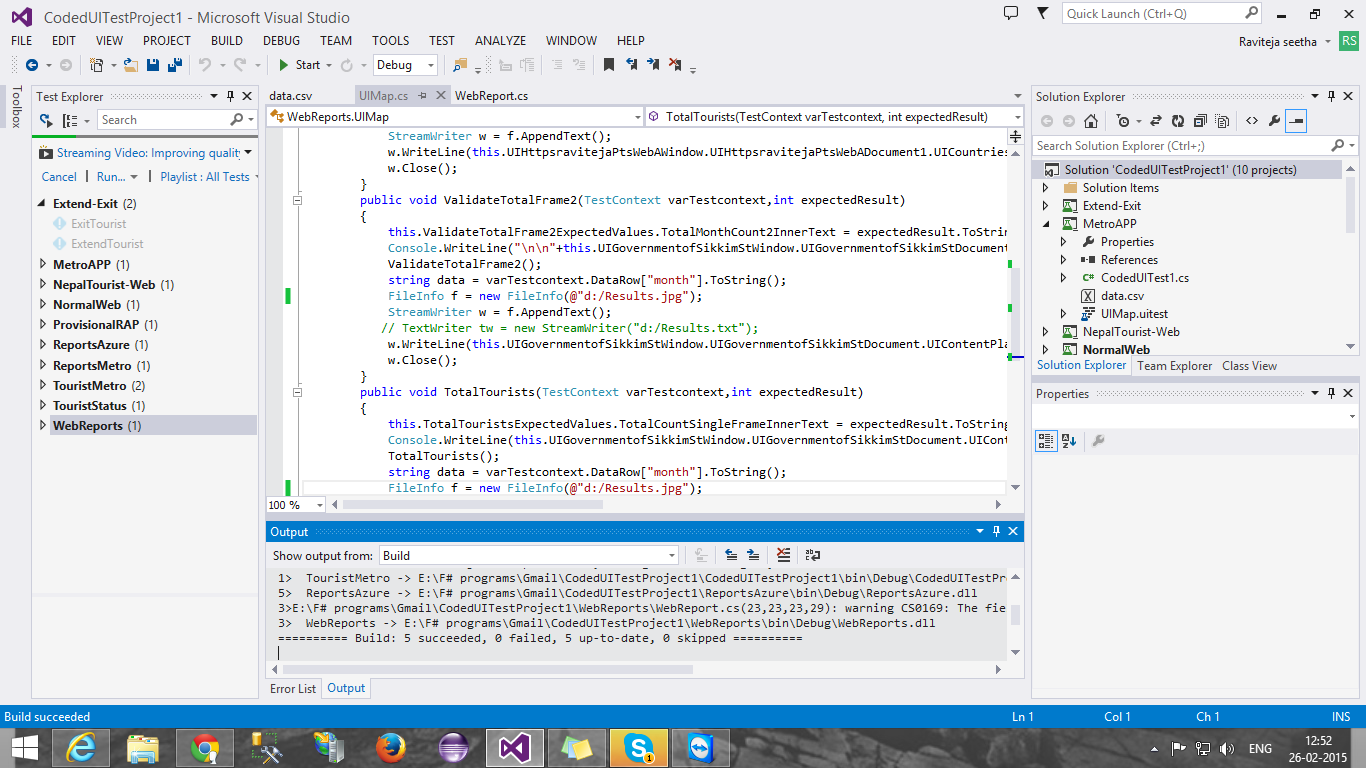 CodedUITestProject1 - Microsoft Visual Studio
Quick Launch (Ctrl+Q)
FILE EDIT VIEW PROJECT BUILD DEBUG TEAM TOOLS TEST ANALYZE WINDOW HELP
Raviteja seetha RS
Start Debug
Toolbox
Test Explorer
Search
Streaming Video: Improving quality
Cancel Run... Playlist : All Tests
Extend-Exit (2)
ExitTourist
ExtendTourist
MetroAPP (1)
NepalTourist-Web (1)
NormalWeb (1)
ProvisionalRAP (1)
ReportsAzure (1)
ReportsMetro (1)
TouristMetro (2)
TouristStatus (1)
WebReports (1)
data.csv UIMap.cs WebReport.cs
WebReports.UIMap TotalTourists(TestContext varTestcontext, int expectedResult)
StreamWriter w = f.AppendText();
w.WriteLine(this.UIHttpsravitejaPtsWebAWindow.UIHttpsravitejaPtsWebADocument1.UICountries
w.Close();
}
public void ValidateTotalFrame2(TestContext varTestcontext,int expectedResult)
{
this.ValidateTotalFrame2ExpectedValues.TotalMonthCount2InnerText = expectedResult.ToString
Console.WriteLine("\n\n"+this.UIGovernmentofSikkimStWindow.UIGovernmentofSikkimStDocument
ValidateTotalFrame2();
string data = varTestcontext.DataRow["month"].ToString();
FileInfo f = new FileInfo(@"d:/Results.jpg");
StreamWriter w = f.AppendText();
// TextWriter tw = new StreamWriter("d:/Results.txt");
w.WriteLine(this.UIGovernmentofSikkimStWindow.UIGovernmentofSikkimStDocument.UIContentPla
w.Close();
}
public void TotalTourists(TestContext varTestcontext,int expectedResult)
{
this.TotalTouristsExpectedValues.TotalCountSingleFrameInnerText = expectedResult.ToString
Console.WriteLine(this.UIGovernmentofSikkimStWindow.UIGovernmentofSikkimStDocument.UICont
TotalTourists();
string data = varTestcontext.DataRow["month"].ToString();
FileInfo f = new FileInfo(@"d:/Results.jpg");
100 %
Output
Show output from: Build
1> TouristMetro -> E:\F# programs\Gmail\CodedUITestProject1\CodedUITestProject1\bin\Debug\CodedUITestPr
5> ReportsAzure -> E:\F# programs\Gmail\CodedUITestProject1\ReportsAzure\bin\Debug\ReportsAzure.dll
3>E:\F# programs\Gmail\CodedUITestProject1\WebReports\WebReport.cs(23,23,23,29): warning CS0169: The fie
3> WebReports -> E:\F# programs\Gmail\CodedUITestProject1\WebReports\bin\Debug\WebReports.dll
========== Build: 5 succeeded, 0 failed, 5 up-to-date, 0 skipped ==========
Error List Output
Solution Explorer
Search Solution Explorer (Ctrl+;)
Solution 'CodedUITestProject1' (10 projects)
Solution Items
Extend-Exit
MetroAPP
Properties
References
C# CodedUITest1.cs
data.csv
UIMap.uitest
NepalTourist-Web
NormalWeb
Solution Explorer Team Explorer Class View
Properties
Build succeeded Ln 1 Col 1 Ch 1 INS
ENG
12:52
26-02-2015